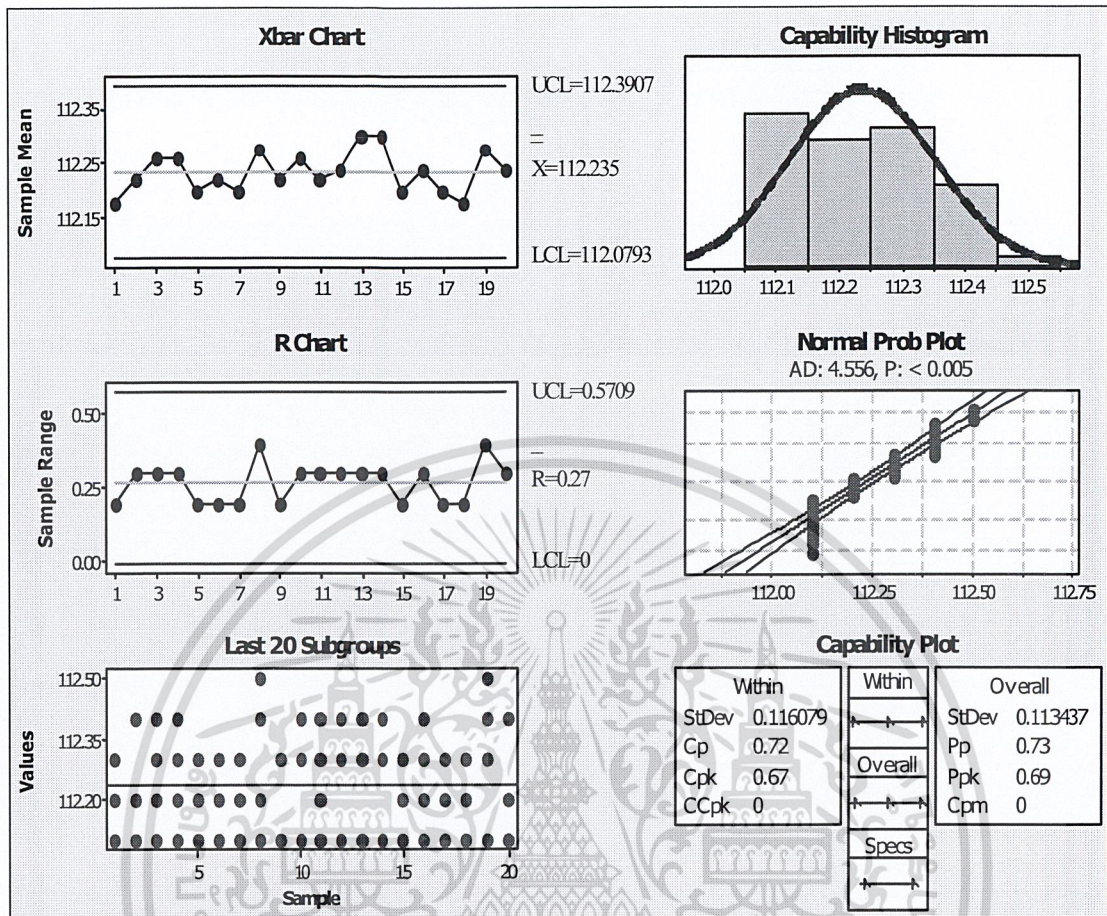 Xbar Chart
Sample Mean
112.35
112.25
112.15
UCL=112.3907
X=112.235
LCL=112.0793
1 3 5 7 9 11 13 15 17 19
Capability Histogram
112.0 112.1 112.2 112.3 112.4 112.5
R Chart
Sample Range
0.50
0.25
0.00
UCL=0.5709
R=0.27
LCL=0
1 3 5 7 9 11 13 15 17 19
Normal Prob Plot
AD: 4.556, P: < 0.005
112.00 112.25 112.50 112.75
Last 20 Subgroups
Values
112.50
112.35
112.20
5 10 15 20
Sample
Capability Plot
Within
StDev 0.116079
Cp 0.72
Cpk 0.67
CCpk 0
Within
Overall
Specs
Overall
StDev 0.113437
Pp 0.73
Ppk 0.69
Cpm 0